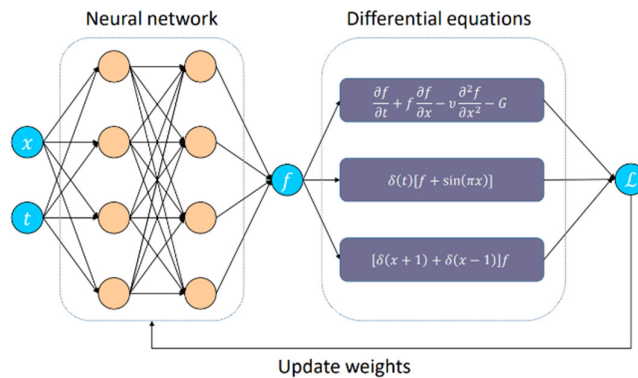 Neural network
Differential equations
∂f/∂t + f ∂f/∂x − υ ∂²f/∂x² − G
x
t
f
δ(t)[f + sin(πx)]
ℒ
[δ(x + 1) + δ(x − 1)]f
Update weights